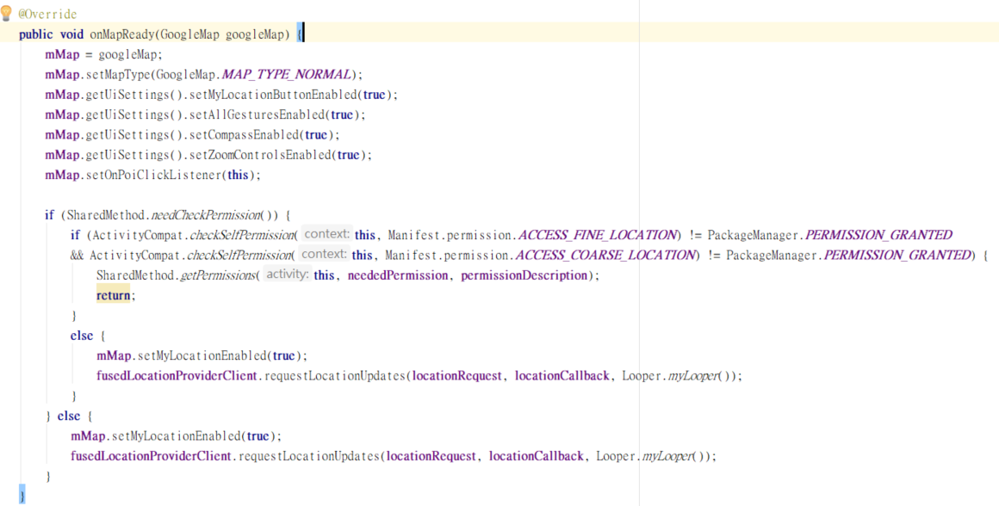 @Override
public void onMapReady(GoogleMap googleMap) {
    mMap = googleMap;
    mMap.setMapType(GoogleMap.MAP_TYPE_NORMAL);
    mMap.getUiSettings().setMyLocationButtonEnabled(true);
    mMap.getUiSettings().setAllGesturesEnabled(true);
    mMap.getUiSettings().setCompassEnabled(true);
    mMap.getUiSettings().setZoomControlsEnabled(true);
    mMap.setOnPoiClickListener(this);

    if (SharedMethod.needCheckPermission()) {
        if (ActivityCompat.checkSelfPermission( context: this, Manifest.permission.ACCESS_FINE_LOCATION) != PackageManager.PERMISSION_GRANTED
        && ActivityCompat.checkSelfPermission( context: this, Manifest.permission.ACCESS_COARSE_LOCATION) != PackageManager.PERMISSION_GRANTED) {
            SharedMethod.getPermissions( activity: this, neededPermission, permissionDescription);
            return;
        }
        else {
            mMap.setMyLocationEnabled(true);
            fusedLocationProviderClient.requestLocationUpdates(locationRequest, locationCallback, Looper.myLooper());
        }
    } else {
        mMap.setMyLocationEnabled(true);
        fusedLocationProviderClient.requestLocationUpdates(locationRequest, locationCallback, Looper.myLooper());
    }
}